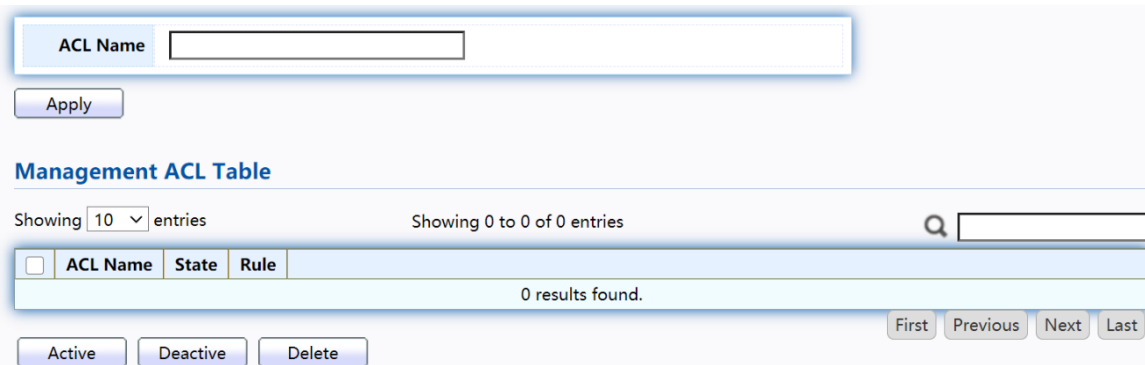 ACL Name
Apply
Management ACL Table
Showing 10 entries Showing 0 to 0 of 0 entries
ACL Name State Rule
0 results found.
First Previous Next Last
Active Deactive Delete